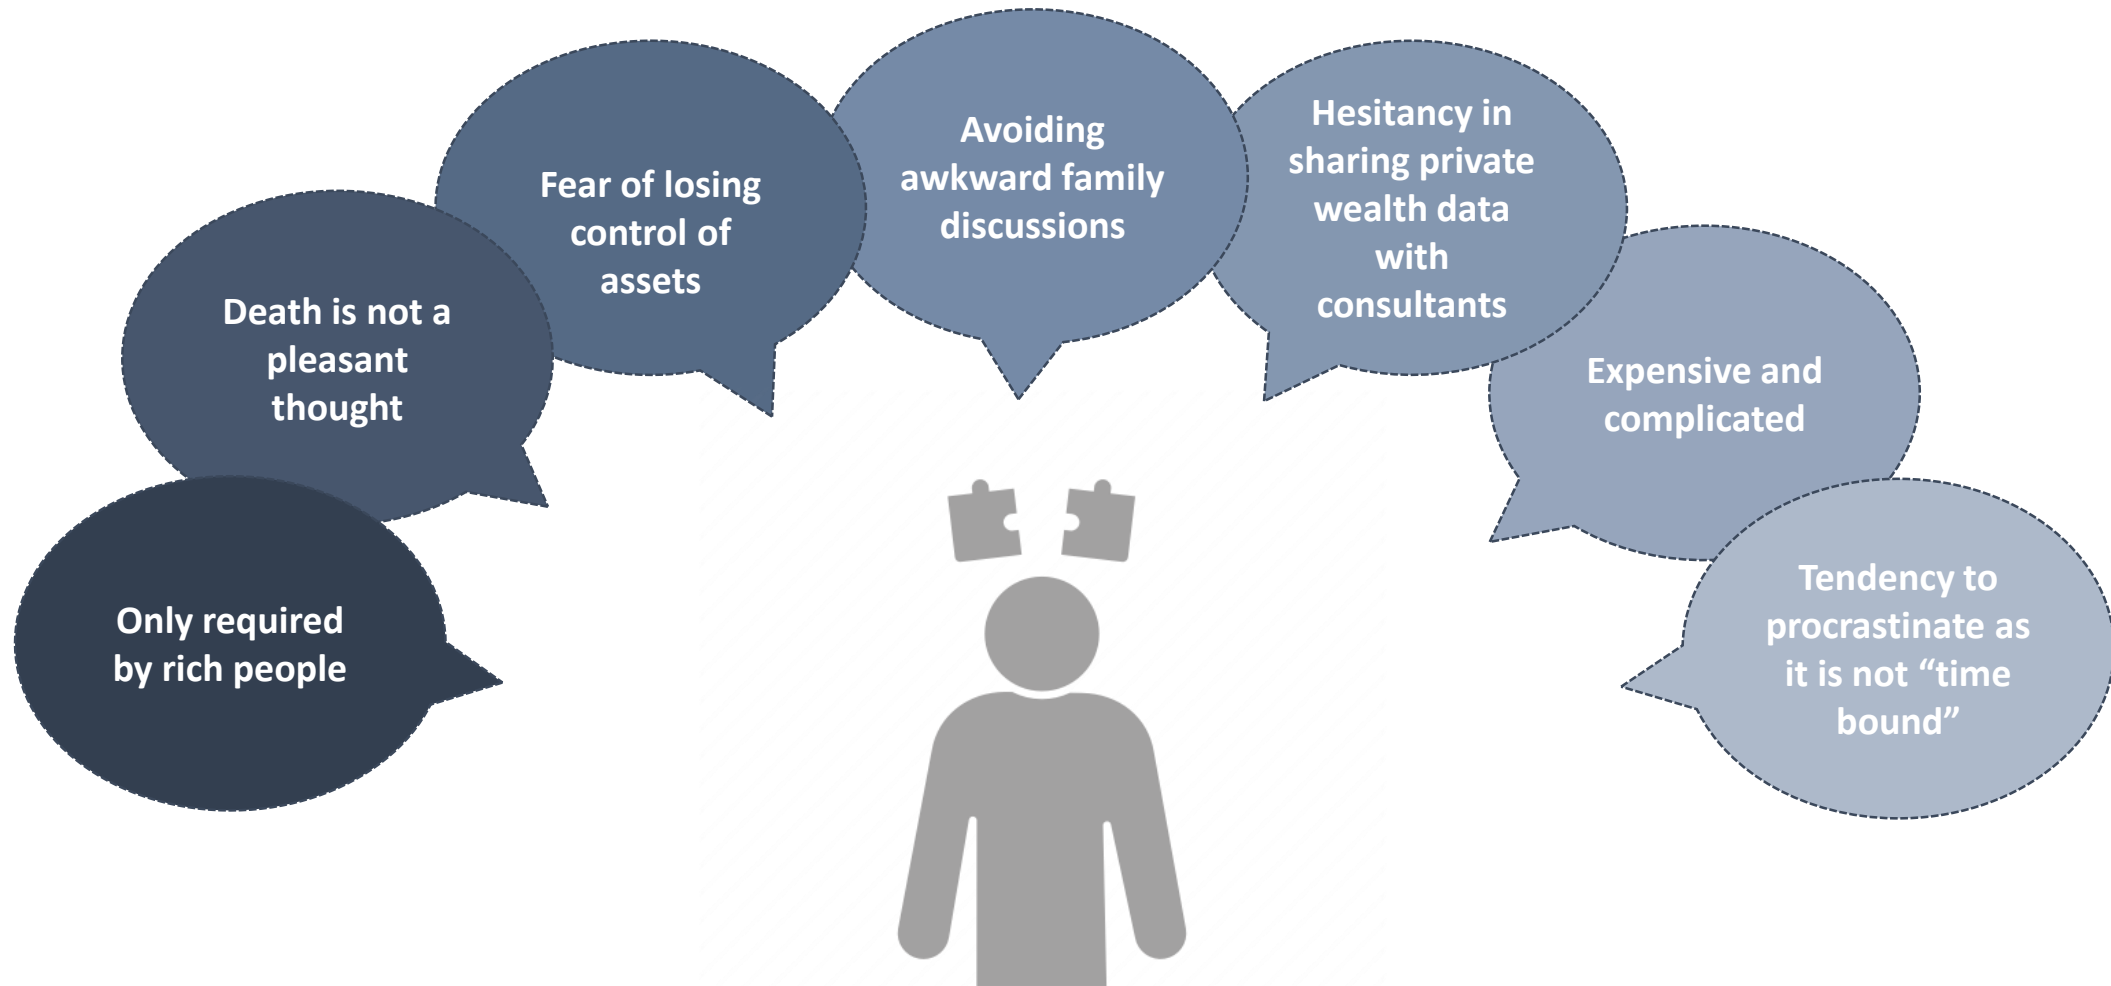 Only required
by rich people
Death is not a
pleasant
thought
Fear of losing
control of
assets
Avoiding
awkward family
discussions
Hesitancy in
sharing private
wealth data
with
consultants
Expensive and
complicated
Tendency to
procrastinate as
it is not “time
bound”